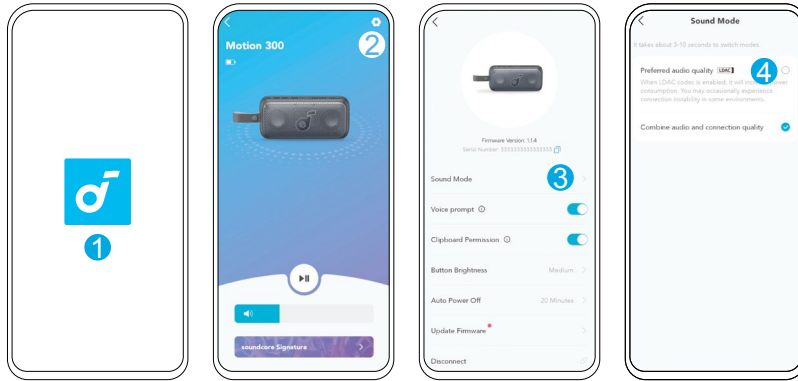 1
Motion 300
2
soundcore Signature
Firmware Version: 1.1.4
Serial Number: 5555555555555555
Sound Mode
3
Voice prompt
Clipboard Permission
Button Brightness
Medium
Auto Power Off
20 Minutes
Update Firmware
Disconnect
Sound Mode
It takes about 3-10 seconds to switch modes.
Preferred audio quality LDAC
4
When LDAC codec is enabled, it will power
consumption. You may occasionally experience
connection instability in some environments.
Combine audio and connection quality